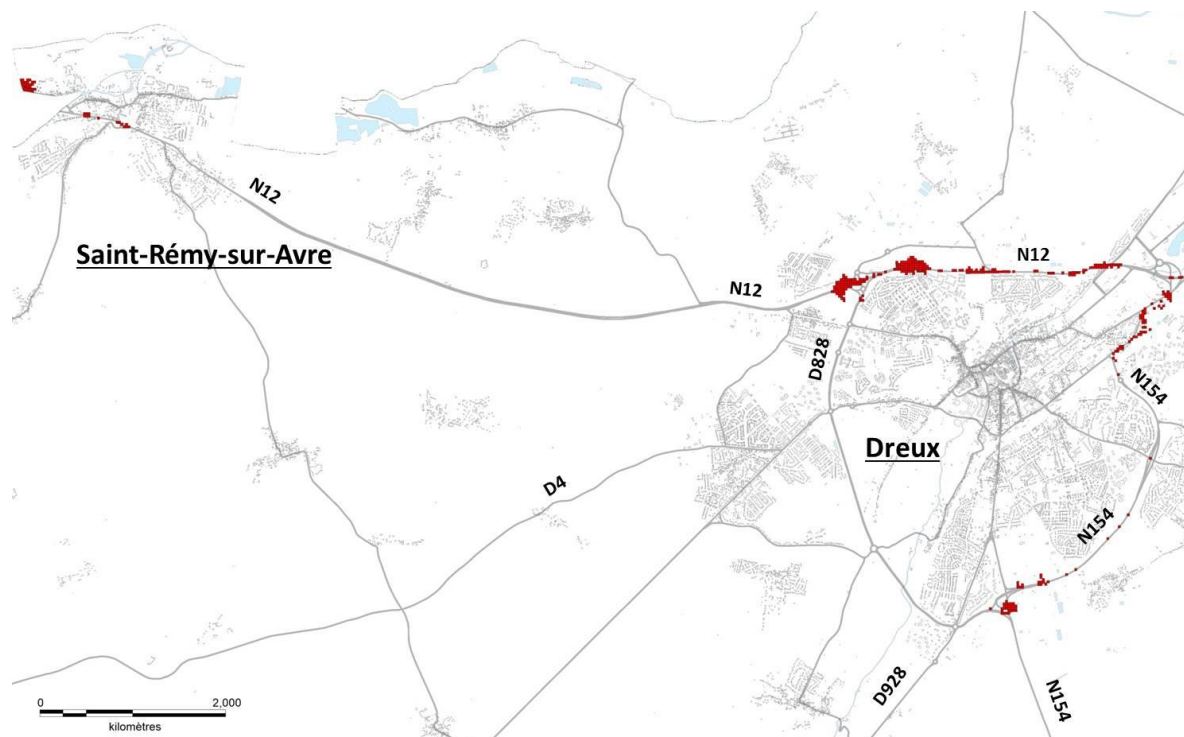 N12
Saint-Rémy-sur-Avre
N12
N12
D828
N154
Dreux
D4
N154
D928
N154
0 2,000
kilomètres